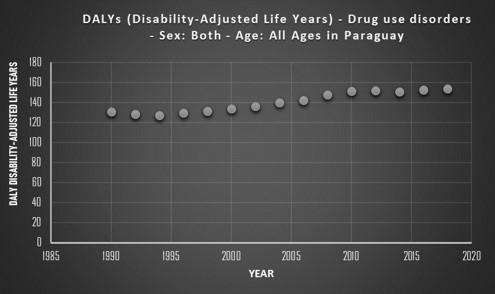 DALYs (Disability-Adjusted Life Years) - Drug use disorders
- Sex: Both - Age: All Ages in Paraguay
DALY DISABILITY-ADJUSTED LIFE YEARS
180
160
140
120
100
80
60
40
20
0
1985 1990 1995 2000 2005 2010 2015 2020
YEAR